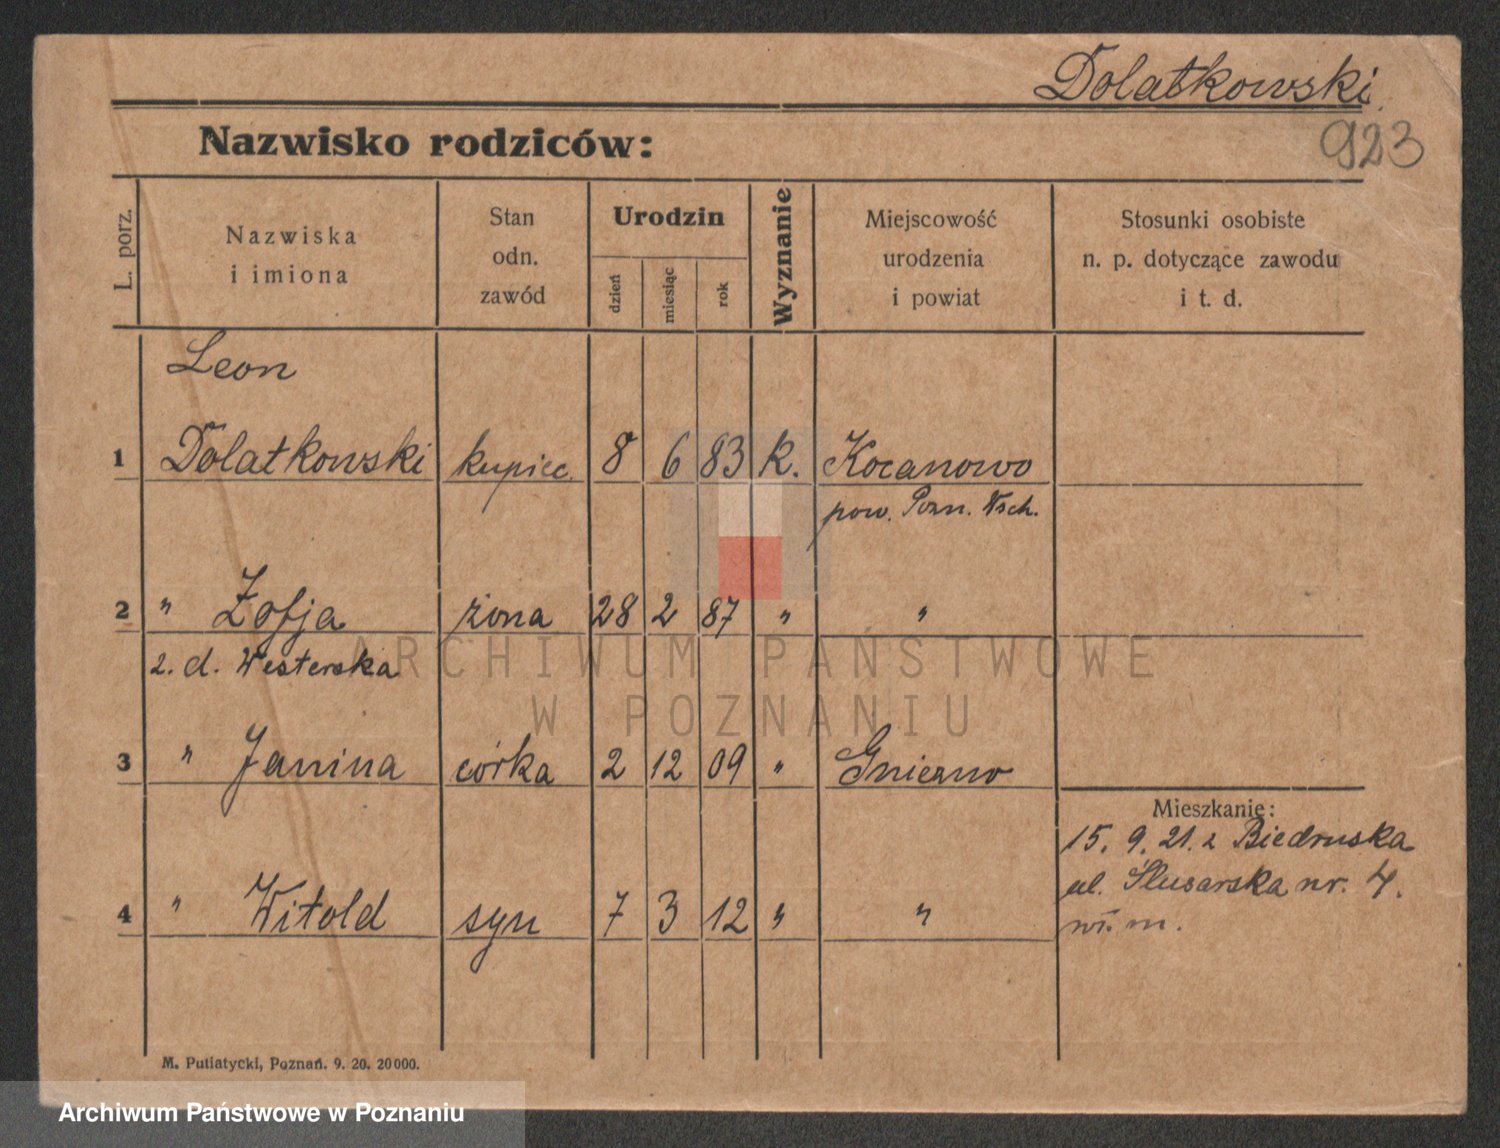 Dolatkowski
923
Nazwisko rodziców:
L. porz.
Nazwiska
i imiona
Stan
odn.
zawód
Urodzin
dzień
miesiąc
rok
Wyznanie
Miejscowość
urodzenia
i powiat
Stosunki osobiste
n. p. dotyczące zawodu
i t. d.
Leon
1 Dolatkowski kupiec 8 6 83 k. Kocanowo
pow. Pozn. Wsch.
2 " Zofja żona 28 2 87 " "
z. d. Westerska
3 " Janina córka 2 12 09 " Gniezno
Mieszkanie:
15. 9. 21. z Biedruska
ul. Ślusarska nr. 4.
4 " Witold syn 7 3 12 " "
m.
M. Putiatycki, Poznań. 9. 20. 20000.
ARCHIWUM PAŃSTWOWE
W POZNANIU
Archiwum Państwowe w Poznaniu